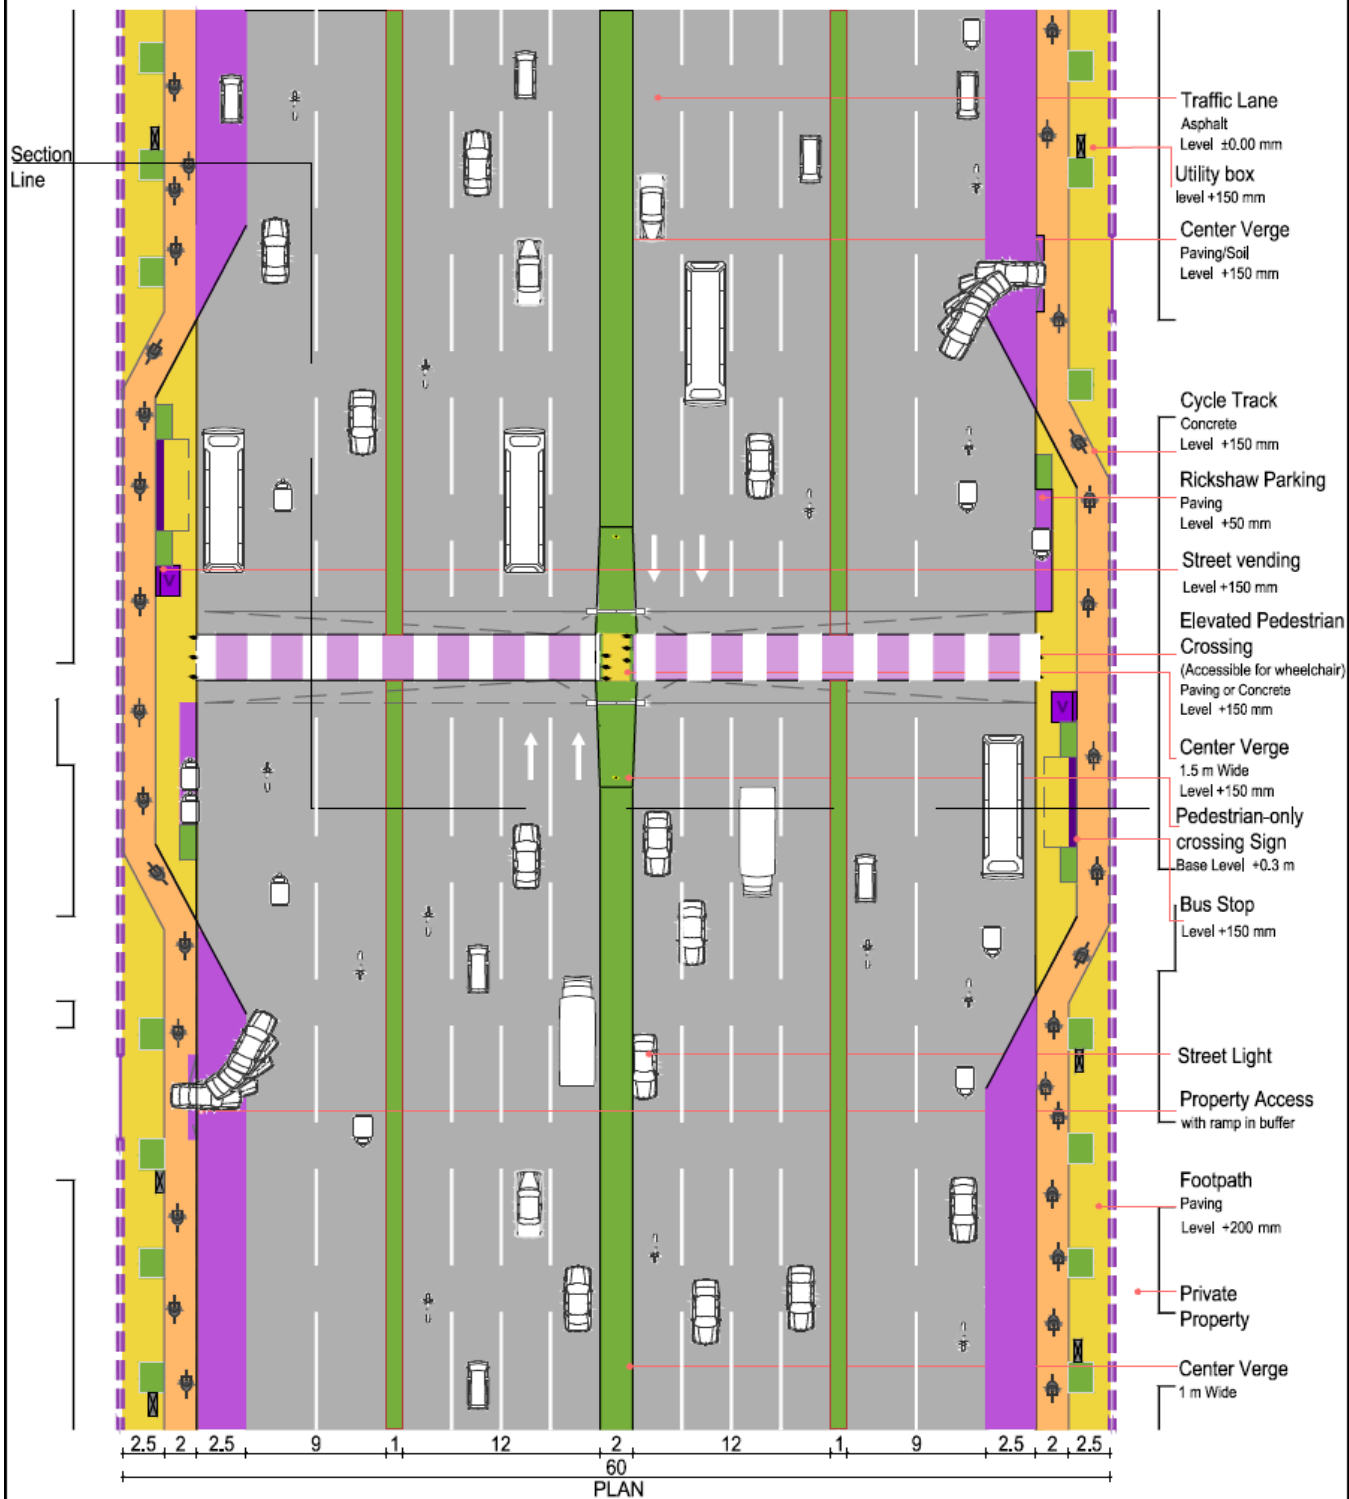 Section
Line
Traffic Lane
Asphalt
Level ±0.00 mm
Utility box
level +150 mm
Center Verge
Paving/Soil
Level +150 mm
Cycle Track
Concrete
Level +150 mm
Rickshaw Parking
Paving
Level +50 mm
Street vending
Level +150 mm
V
Elevated Pedestrian
Crossing
(Accessible for wheelchair)
Paving or Concrete
Level +150 mm
V
Center Verge
1.5 m Wide
Level +150 mm
Pedestrian-only
crossing Sign
Base Level +0.3 m
Bus Stop
Level +150 mm
Street Light
Property Access
with ramp in buffer
Footpath
Paving
Level +200 mm
Private
Property
Center Verge
1 m Wide
2.5 2 2.5 9 1 12 2 12 1 9 2.5 2 2.5
60
PLAN